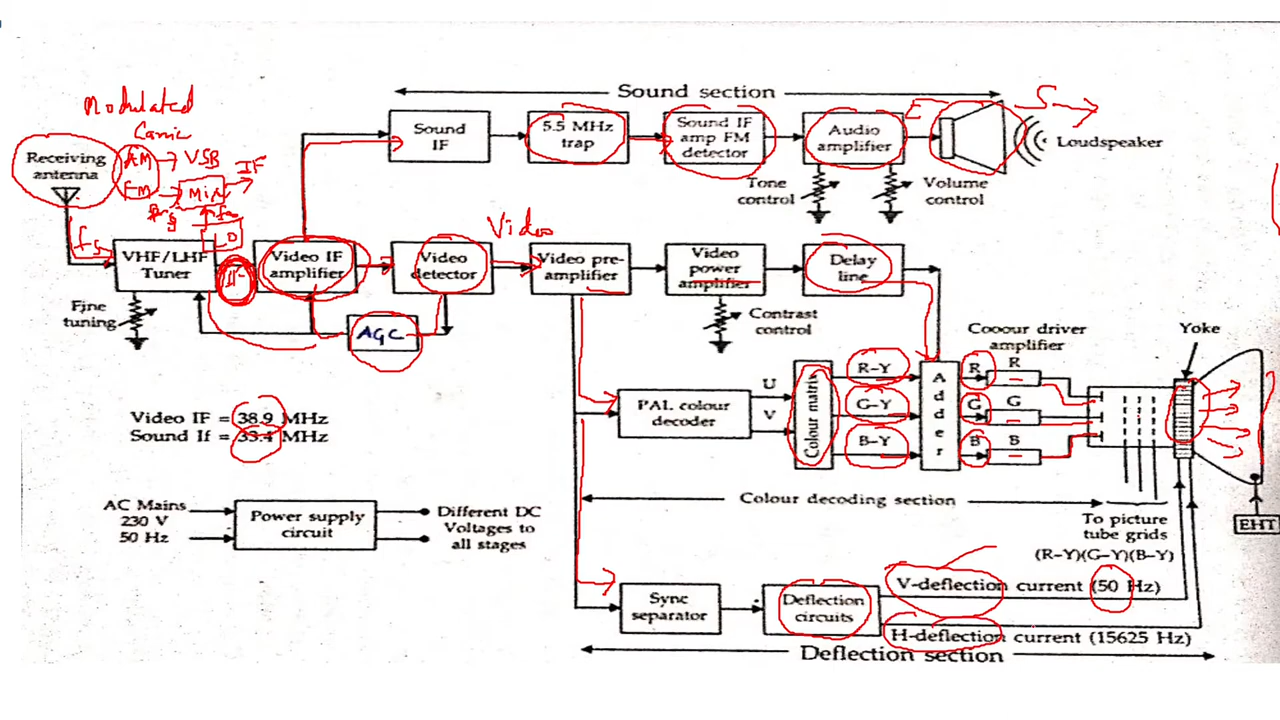 Sound section
Modulated
Sound IF
5.5 MHz trap
Sound IF amp FM detector
Audio amplifier
E
S
Loudspeaker
Receiving antenna
AM
VSB
IF
FM
Tone control
Volume control
fs
LO
Video
VHF/LHF Tuner
IF
Video IF amplifier
Video detector
Video pre-amplifier
Video power amplifier
Delay line
Fine tuning
AGC
Contrast control
Cooour driver amplifier
Yoke
PAL colour decoder
U
V
Colour matrix
R-Y
G-Y
B-Y
Adder
R
G
B
R
G
B
Video IF = 38.9 MHz
Sound If = 33.4 MHz
Colour decoding section
To picture tube grids
(R-Y)(G-Y)(B-Y)
EHT
AC Mains
230 V
50 Hz
Power supply circuit
Different DC
Voltages to
all stages
Sync separator
Deflection circuits
V-deflection current (50 Hz)
H-deflection current (15625 Hz)
Deflection section